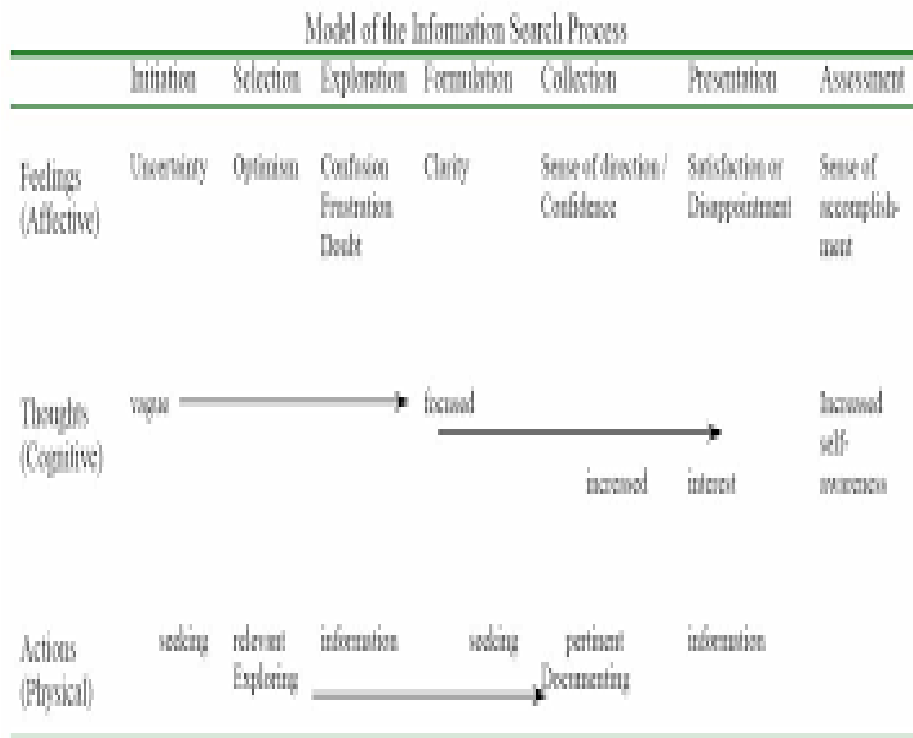 Model of the Information Search Process
Initiation Selection Exploration Formulation Collection Presentation Assessment
Feelings (Affective)
Uncertainty
Optimism
Confusion
Frustration
Doubt
Clarity
Sense of direction /
Confidence
Satisfaction or
Disappointment
Sense of
accomplish-
ment
Thoughts
(Cognitive)
vague
focused
increased interest
Increased
self-
awareness
Actions
(Physical)
seeking relevant information seeking pertinent information
Exploring Documenting